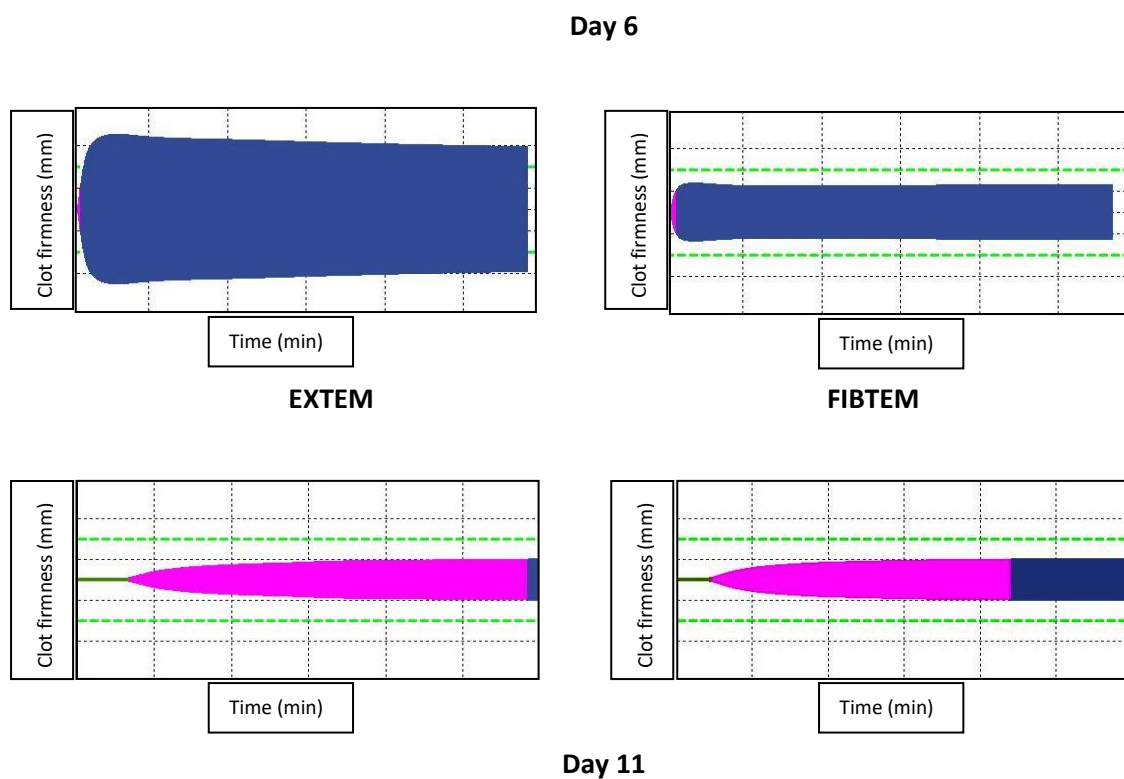 Day 6
Clot firmness (mm)
Clot firmness (mm)
Time (min)
Time (min)
EXTEM
FIBTEM
Clot firmness (mm)
Clot firmness (mm)
Time (min)
Time (min)
Day 11